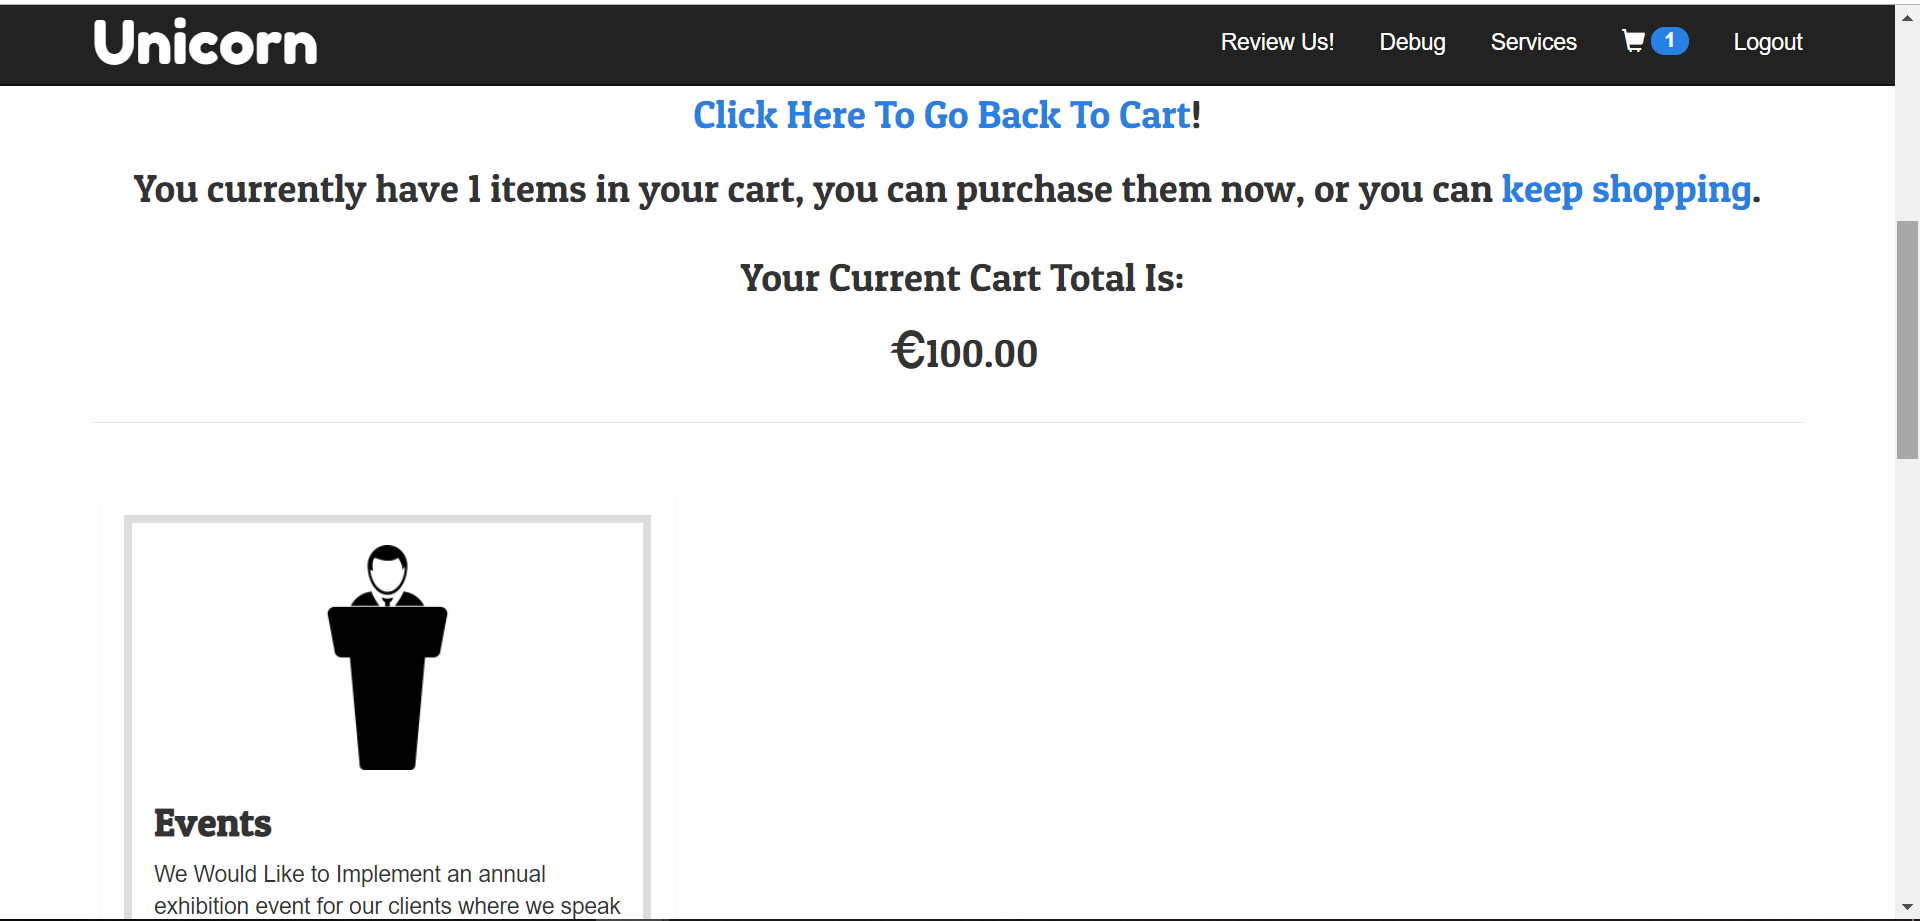 Unicorn
Review Us! Debug Services 1 Logout
Click Here To Go Back To Cart!
You currently have 1 items in your cart, you can purchase them now, or you can keep shopping.
Your Current Cart Total Is:
€100.00
Events
We Would Like to Implement an annual
exhibition event for our clients where we speak